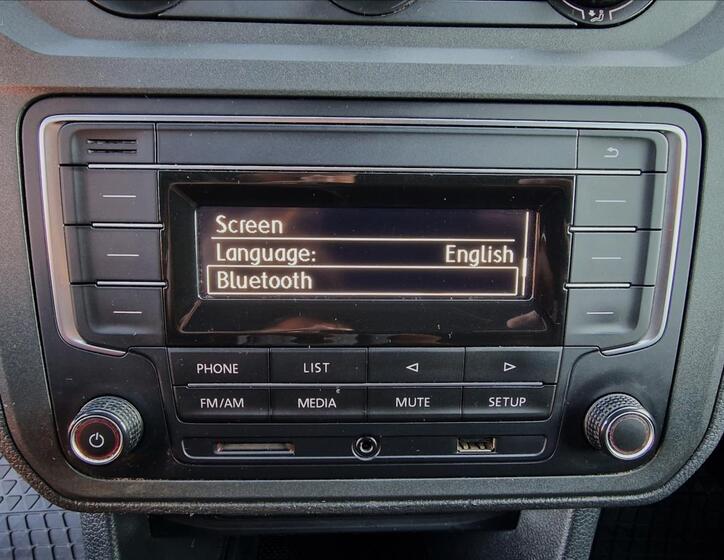 Screen
Language: English
Bluetooth
PHONE LIST
FM/AM MEDIA MUTE SETUP